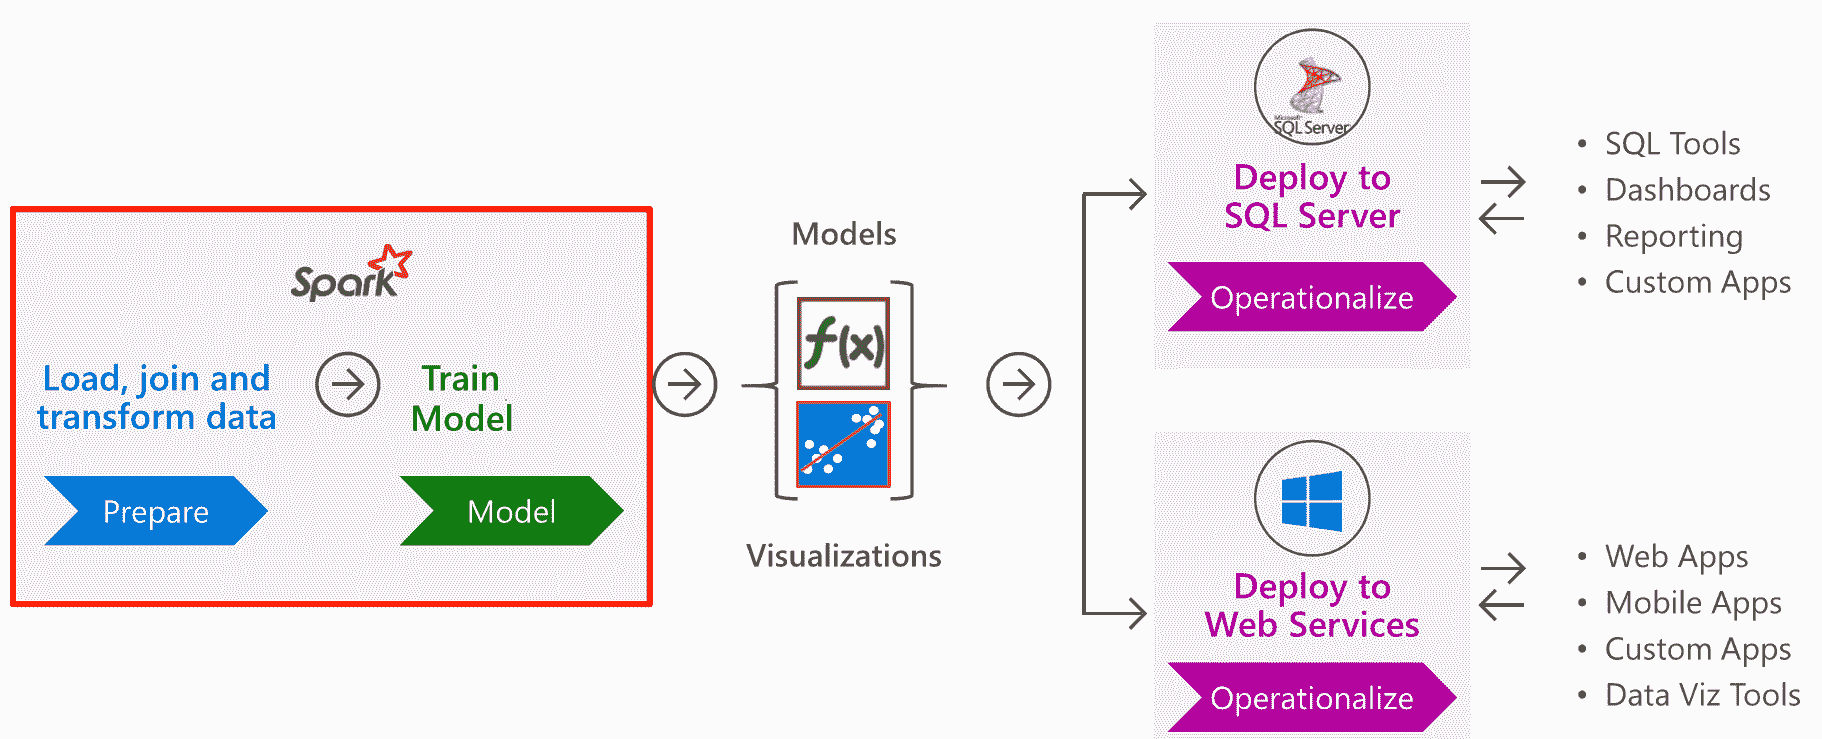 Spark
Load, join and
transform data
Prepare
Train
Model
Model
Models
f(x)
Visualizations
Microsoft
SQL Server
Deploy to
SQL Server
Operationalize
• SQL Tools
• Dashboards
• Reporting
• Custom Apps
Deploy to
Web Services
Operationalize
• Web Apps
• Mobile Apps
• Custom Apps
• Data Viz Tools